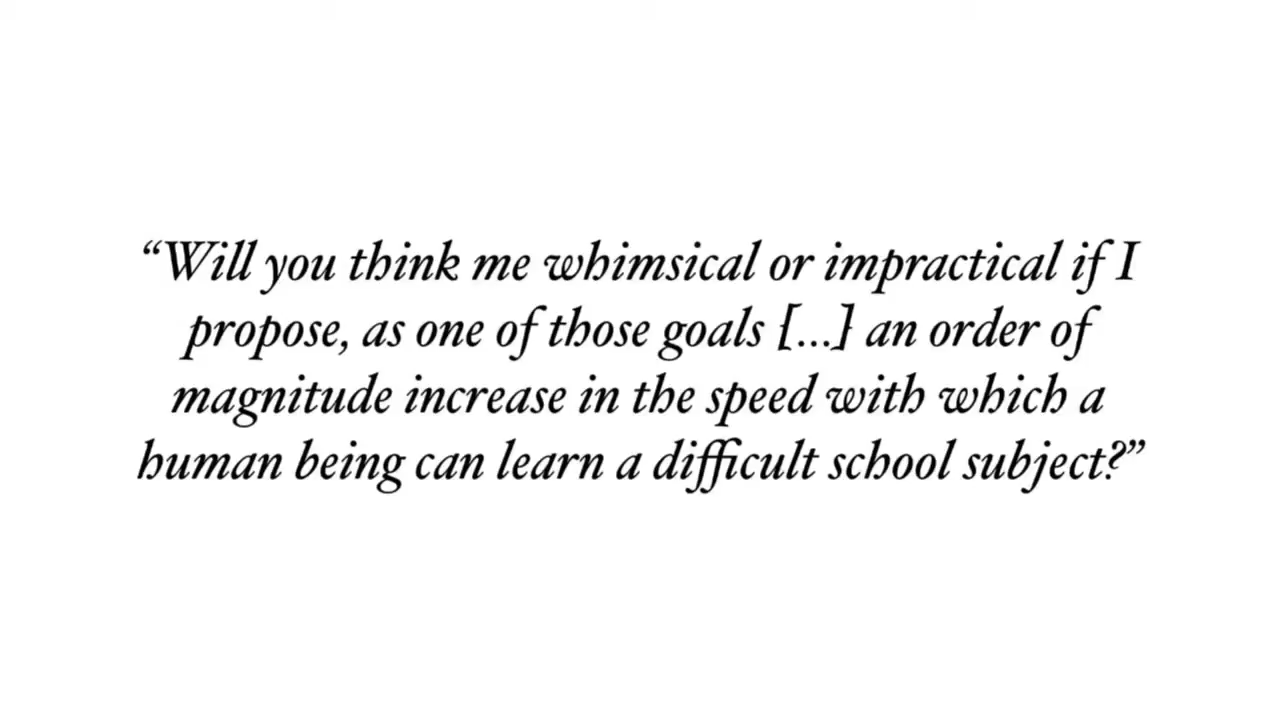 “Will you think me whimsical or impractical if I
propose, as one of those goals [...] an order of
magnitude increase in the speed with which a
human being can learn a difficult school subject?”